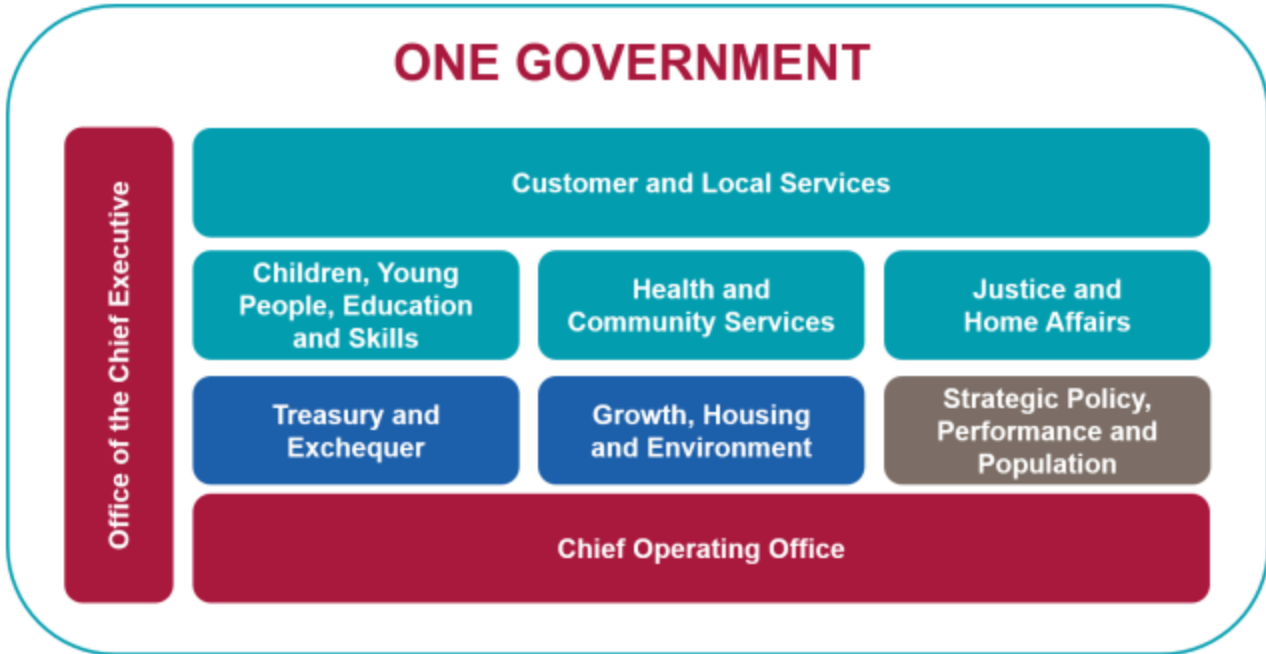 ONE GOVERNMENT
Office of the Chief Executive
Customer and Local Services
Children, Young
People, Education
and Skills
Health and
Community Services
Justice and
Home Affairs
Treasury and
Exchequer
Growth, Housing
and Environment
Strategic Policy,
Performance and
Population
Chief Operating Office